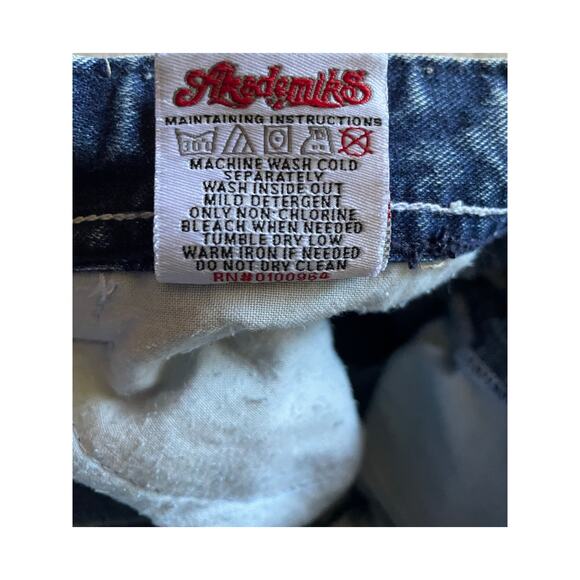 Akademiks
MAINTAINING INSTRUCTIONS
30°
MACHINE WASH COLD
SEPARATELY
WASH INSIDE OUT
MILD DETERGENT
ONLY NON-CHLORINE
BLEACH WHEN NEEDED
TUMBLE DRY LOW
WARM IRON IF NEEDED
DO NOT DRY CLEAN
RN#0100964